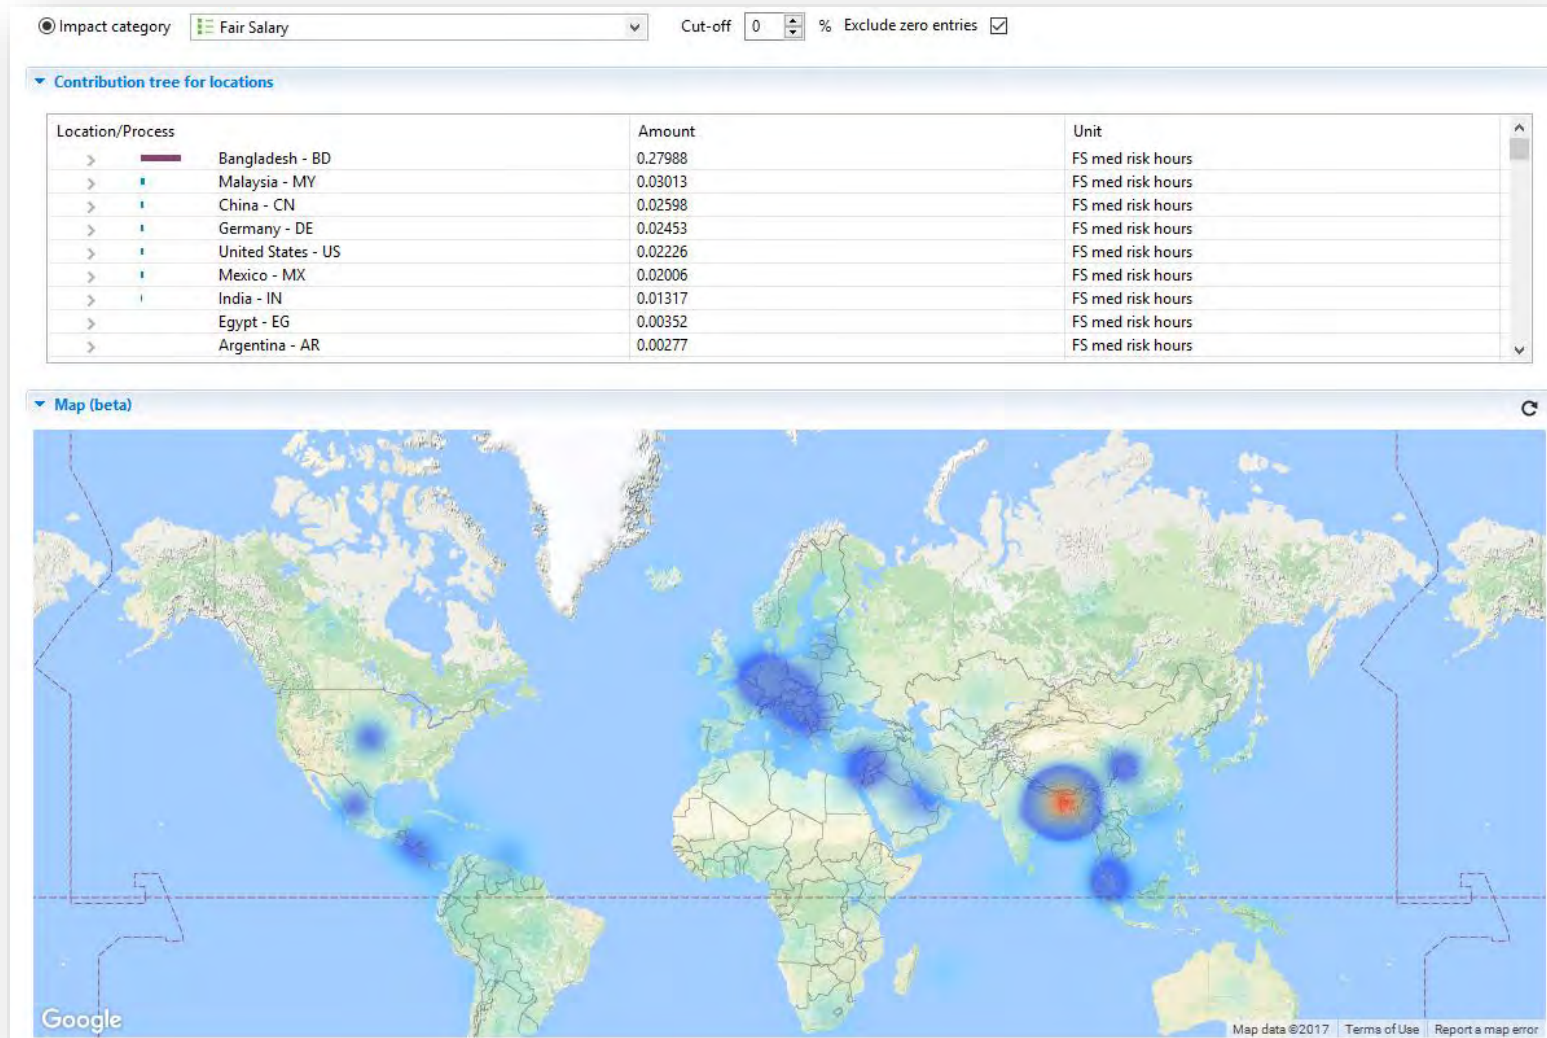 Impact category Fair Salary Cut-off 0 % Exclude zero entries
Contribution tree for locations
Location/Process Amount Unit
Bangladesh - BD 0.27988 FS med risk hours
Malaysia - MY 0.03013 FS med risk hours
China - CN 0.02598 FS med risk hours
Germany - DE 0.02453 FS med risk hours
United States - US 0.02226 FS med risk hours
Mexico - MX 0.02006 FS med risk hours
India - IN 0.01317 FS med risk hours
Egypt - EG 0.00352 FS med risk hours
Argentina - AR 0.00277 FS med risk hours
Map (beta)
Google
Map data ©2017 Terms of Use Report a map error